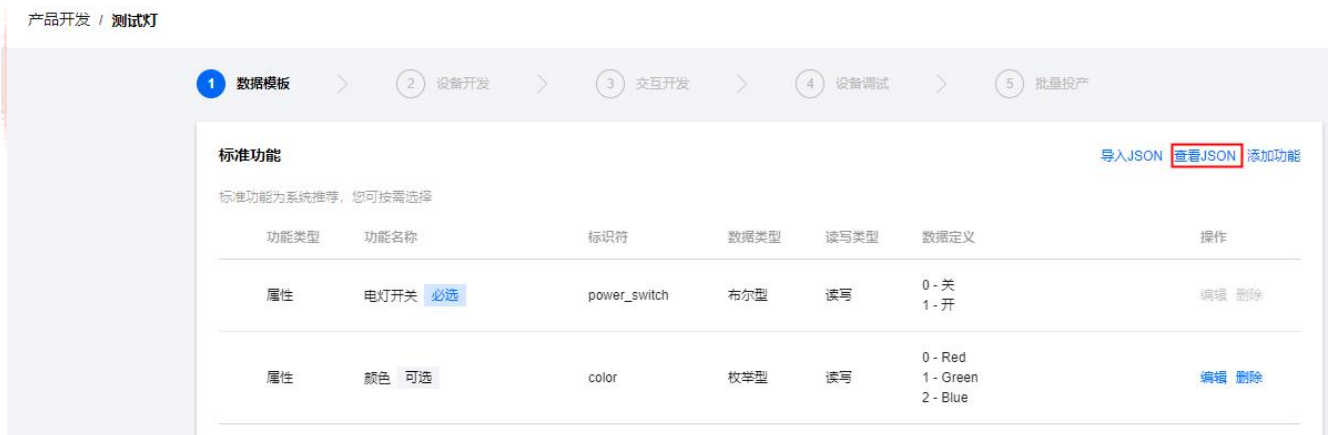 产品开发 / 测试灯
1 数据模板 > 2 设备开发 > 3 交互开发 > 4 设备调试 > 5 批量投产
标准功能 导入JSON 查看JSON 添加功能
标准功能为系统推荐，您可按需选择
功能类型 功能名称 标识符 数据类型 读写类型 数据定义 操作
属性 电灯开关 必选 power_switch 布尔型 读写 0 - 关 编辑 删除
1 - 开
0 - Red
属性 颜色 可选 color 枚举型 读写 1 - Green 编辑 删除
2 - Blue